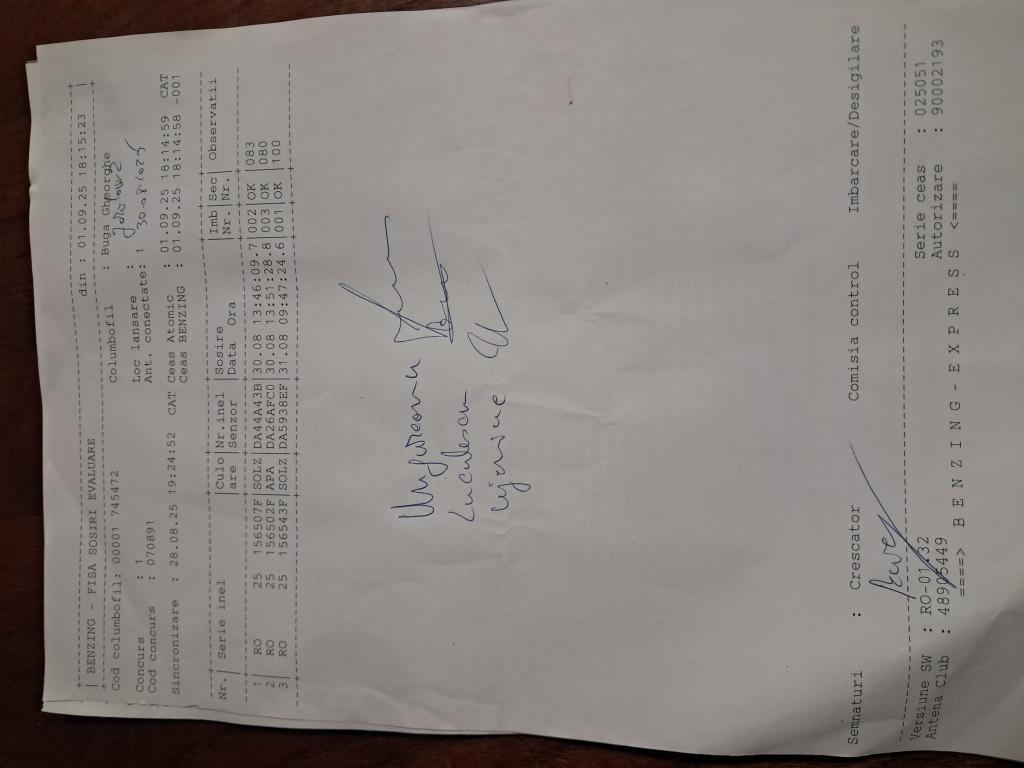 BENZING - FISA SOSIRI EVALUARE din : 01.09.25 18:15:23
Cod columbofil: 00001 745472 Columbofil : Buga Gheorghe
Concurs : 1 Loc lansare :
Cod concurs : 070891 Ant. conectate: 1 30-08-2025
Sincronizare : 28.08.25 19:24:52 CAT Ceas Atomic : 01.09.25 18:14:59 CAT
Ceas BENZING : 01.09.25 18:14:58 -001
Nr.| Serie inel |Culo|Nr.inel |Sosire |Imb|Sec| Observatii
|are |Senzor |Data Ora |Nr.|Nr.|
1 | RO 25 156507F|SOLZ|DA44A43B|30.08 13:46:09.7|002|OK |083
2 | RO 25 156502F|APA |DA26AFC0|30.08 13:51:28.8|003|OK |080
3 | RO 25 156543F|SOLZ|DA5938EF|31.08 09:47:24.6|001|OK |100
Ungureanu
Semnaturi : Crescator Comisia control Imbarcare/Desigilare
Versiune SW : RO-01.32 Serie ceas : 025051
Antena Club : 48905449 Autorizare : 90002193
====> B E N Z I N G - E X P R E S S <====